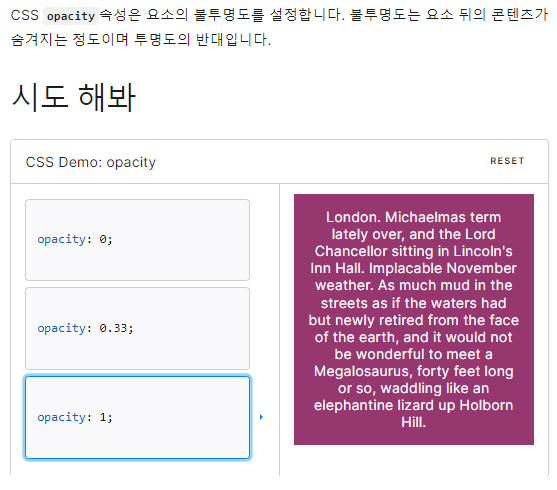 CSS opacity 속성은 요소의 불투명도를 설정합니다. 불투명도는 요소 뒤의 콘텐츠가
숨겨지는 정도이며 투명도의 반대입니다.
시도 해봐
CSS Demo: opacity
RESET
opacity: 0;
opacity: 0.33;
opacity: 1;
London. Michaelmas term
lately over, and the Lord
Chancellor sitting in Lincoln's
Inn Hall. Implacable November
weather. As much mud in the
streets as if the waters had
but newly retired from the face
of the earth, and it would not
be wonderful to meet a
Megalosaurus, forty feet long
or so, waddling like an
elephantine lizard up Holborn
Hill.